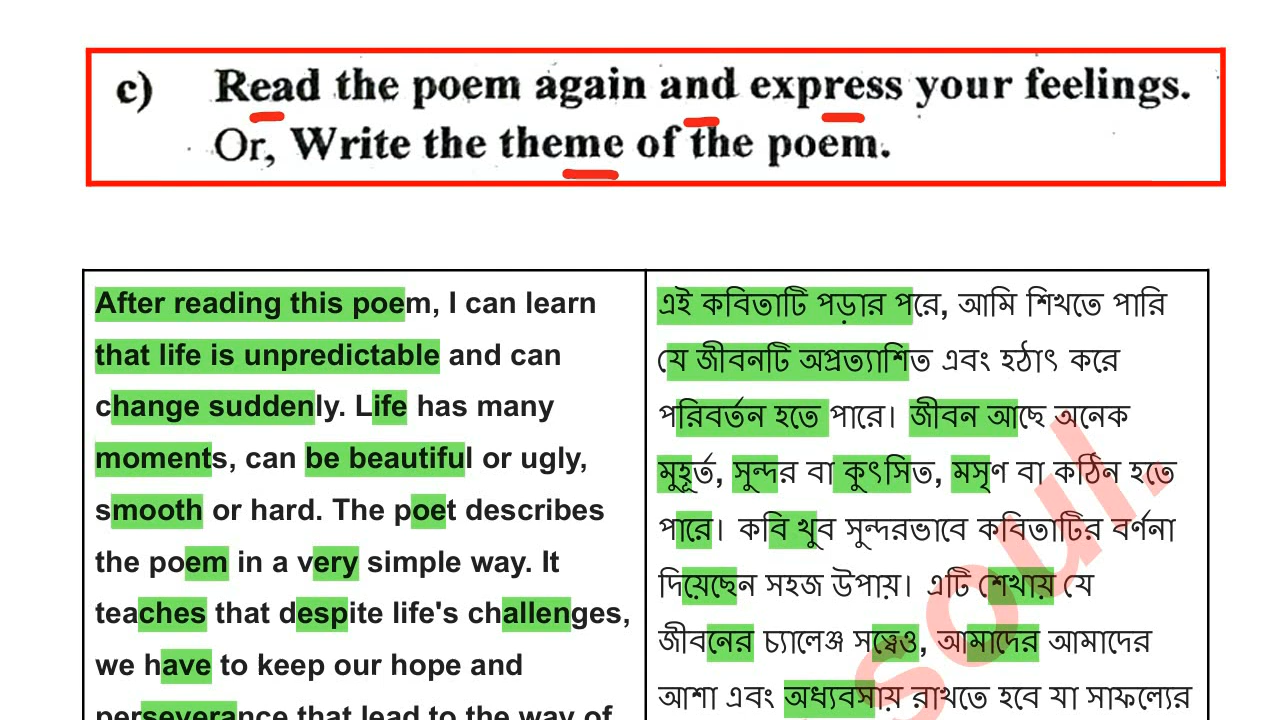 c) Read the poem again and express your feelings.
Or, Write the theme of the poem.
After reading this poem, I can learn
that life is unpredictable and can
change suddenly. Life has many
moments, can be beautiful or ugly,
smooth or hard. The poet describes
the poem in a very simple way. It
teaches that despite life's challenges,
we have to keep our hope and
perseverance that lead to the way of
এই কবিতাটি পড়ার পরে, আমি শিখতে পারি
যে জীবনটি অপ্রত্যাশিত এবং হঠাৎ করে
পরিবর্তন হতে পারে। জীবন আছে অনেক
মুহূর্ত, সুন্দর বা কুৎসিত, মসৃণ বা কঠিন হতে
পারে। কবি খুব সুন্দরভাবে কবিতাটির বর্ণনা
দিয়েছেন সহজ উপায়। এটি শেখায় যে
জীবনের চ্যালেঞ্জ সত্ত্বেও, আমাদের আমাদের
আশা এবং অধ্যবসায় রাখতে হবে যা সাফল্যের
soul.